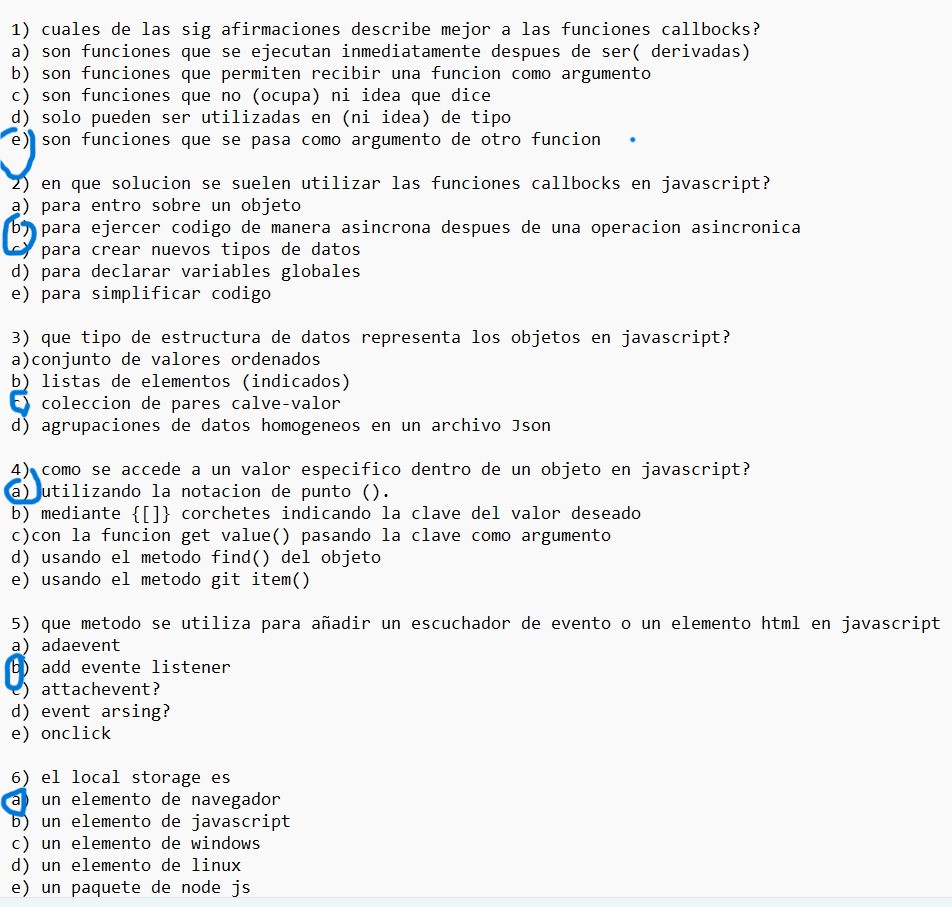 1) cuales de las sig afirmaciones describe mejor a las funciones callbocks?
a) son funciones que se ejecutan inmediatamente despues de ser( derivadas)
b) son funciones que permiten recibir una funcion como argumento
c) son funciones que no (ocupa) ni idea que dice
d) solo pueden ser utilizadas en (ni idea) de tipo
e) son funciones que se pasa como argumento de otro funcion
2) en que solucion se suelen utilizar las funciones callbocks en javascript?
a) para entro sobre un objeto
b) para ejercer codigo de manera asincrona despues de una operacion asincronica
c) para crear nuevos tipos de datos
d) para declarar variables globales
e) para simplificar codigo
3) que tipo de estructura de datos representa los objetos en javascript?
a)conjunto de valores ordenados
b) listas de elementos (indicados)
c) coleccion de pares calve-valor
d) agrupaciones de datos homogeneos en un archivo Json
4) como se accede a un valor especifico dentro de un objeto en javascript?
a) utilizando la notacion de punto ().
b) mediante {[]} corchetes indicando la clave del valor deseado
c)con la funcion get value() pasando la clave como argumento
d) usando el metodo find() del objeto
e) usando el metodo git item()
5) que metodo se utiliza para añadir un escuchador de evento o un elemento html en javascript
a) adaevent
b) add evente listener
c) attachevent?
d) event arsing?
e) onclick
6) el local storage es
a) un elemento de navegador
b) un elemento de javascript
c) un elemento de windows
d) un elemento de linux
e) un paquete de node js